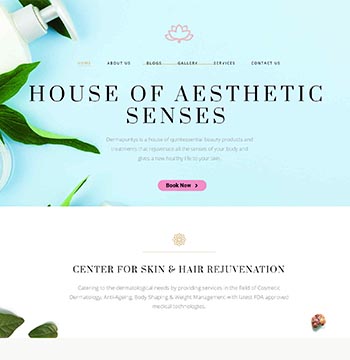 HOME ABOUT US BLOGS GALLERY SERVICES CONTACT US
HOUSE OF AESTHETIC
SENSES
Dermapuritys is a house of quintessential beauty products and
treatments that rejuvenate all the senses of your body and
gives a new healthy life to your skin.
Book Now
CENTER FOR SKIN & HAIR REJUVENATION
Catering to the dermatological needs by providing services in the field of Cosmetic
Dermatology, Anti-Ageing, Body Shaping & Weight Management with latest FDA approved
medical technologies.